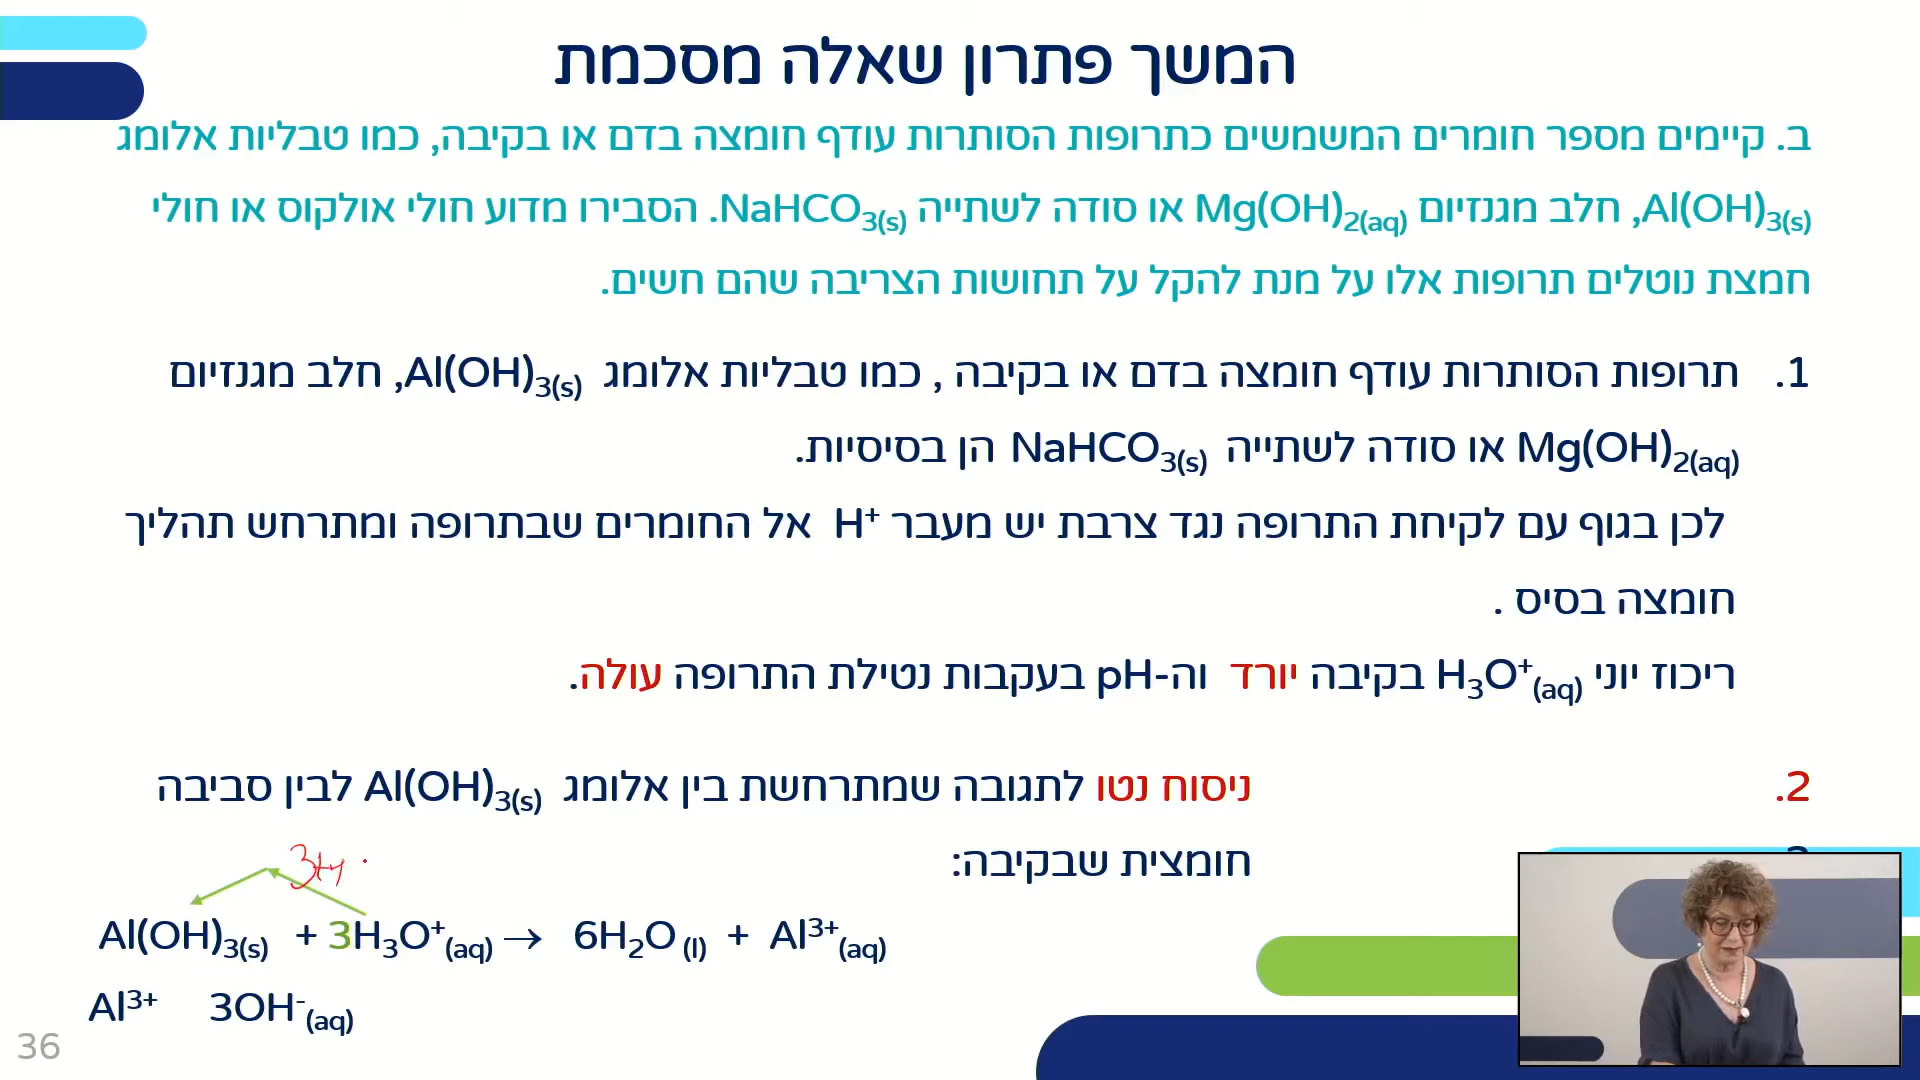 המשך פתרון שאלה מסכמת
ב. קיימים מספר חומרים המשמשים כתרופות הסותרות עודף חומצה בדם או בקיבה, כמו טבליות אלומג
Al(OH)₃₍ₛ₎, חלב מגנזיום Mg(OH)₂(aq) או סודה לשתייה NaHCO₃₍ₛ₎. הסבירו מדוע חולי אולקוס או חולי
חמצת נוטלים תרופות אלו על מנת להקל על תחושות הצריבה שהם חשים.
1. תרופות הסותרות עודף חומצה בדם או בקיבה , כמו טבליות אלומג Al(OH)₃₍ₛ₎, חלב מגנזיום
Mg(OH)₂(aq) או סודה לשתייה NaHCO₃₍ₛ₎ הן בסיסיות.
לכן בגוף עם לקיחת התרופה נגד צרבת יש מעבר H⁺ אל החומרים שבתרופה ומתרחש תהליך
חומצה בסיס .
ריכוז יוני H₃O⁺(aq) בקיבה יורד וה-pH בעקבות נטילת התרופה עולה.
2. ניסוח נטו לתגובה שמתרחשת בין אלומג Al(OH)₃₍ₛ₎ לבין סביבה
חומצית שבקיבה:
3H+
Al(OH)₃₍ₛ₎ + 3H₃O⁺(aq) → 6H₂O (l) + Al³⁺(aq)
Al³⁺ 3OH⁻(aq)
36